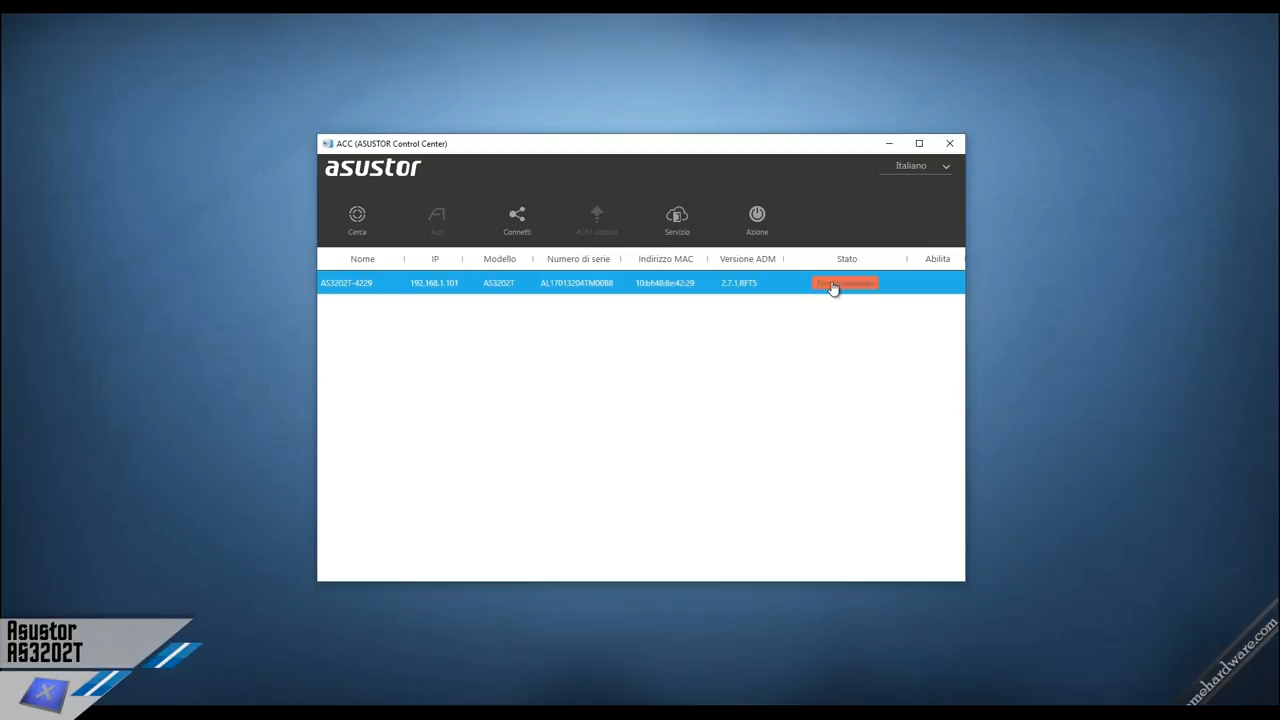 ACC (ASUSTOR Control Center)
asustor
Italiano
Cerca
Apri
Connetti
ADM Update
Servizio
Azione
Nome IP Modello Numero di serie Indirizzo MAC Versione ADM Stato Abilita
AS3202T-4229 192.168.1.101 AS3202T AL17013204TM0088 10:bf:48:8e:42:29 2.7.1.RFT5
Asustor
AS3202T
mehardware.com